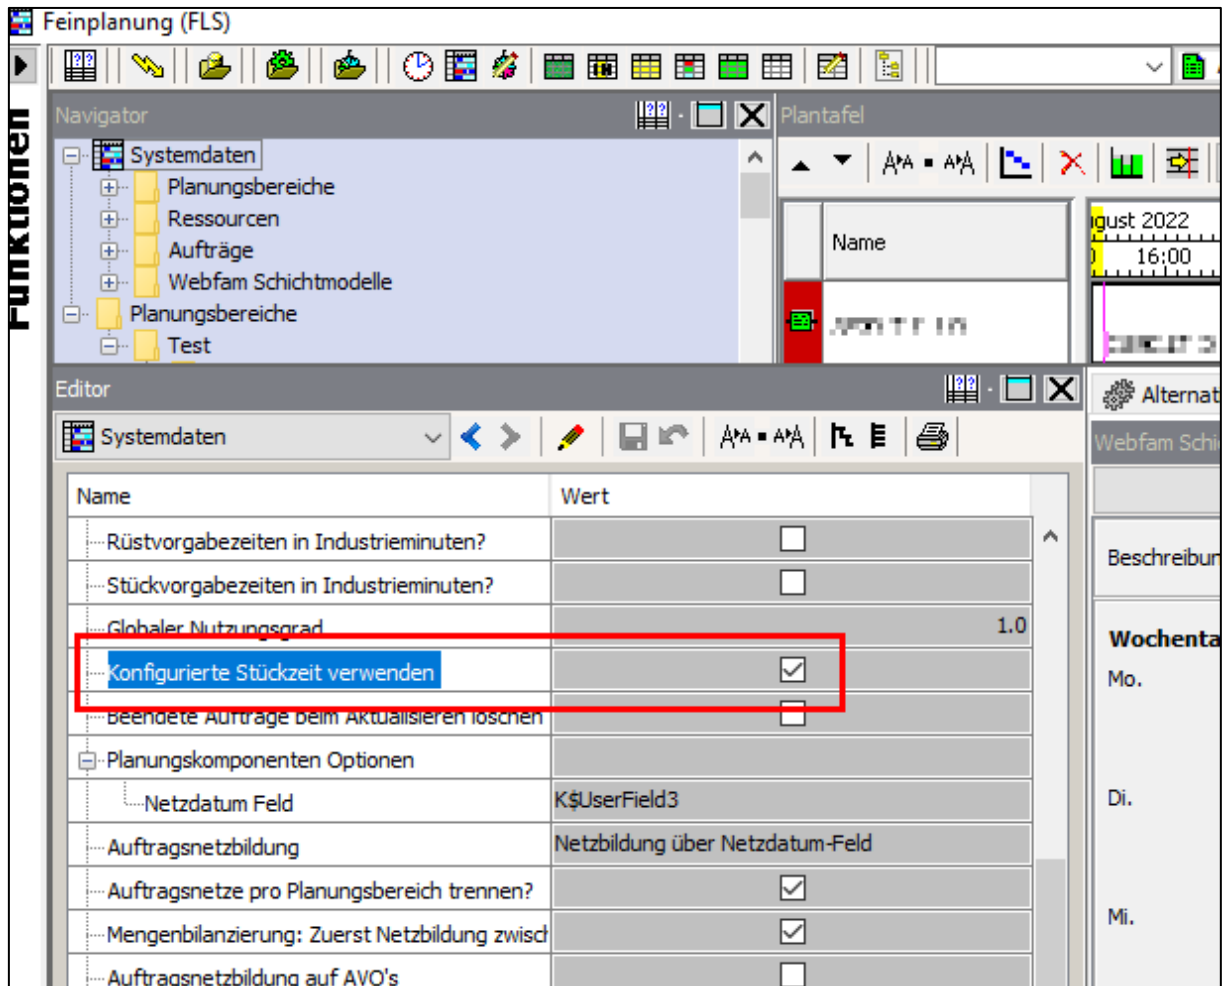 Feinplanung (FLS)
Funktionen
Navigator
Plantafel
Systemdaten
Planungsbereiche
Ressourcen
Aufträge
Webfam Schichtmodelle
Planungsbereiche
Test
Name
gust 2022
16:00
Editor
Alternat
Systemdaten
Webfam Schi
Name Wert
Rüstvorgabezeiten in Industrieminuten?
Beschreibun
Stückvorgabezeiten in Industrieminuten?
Globaler Nutzungsgrad 1.0
Wochenta
Konfigurierte Stückzeit verwenden
Mo.
Beendete Aufträge beim Aktualisieren löschen
Planungskomponenten Optionen
Netzdatum Feld K$UserField3
Di.
Auftragsnetzbildung Netzbildung über Netzdatum-Feld
Auftragsnetze pro Planungsbereich trennen?
Mengenbilanzierung: Zuerst Netzbildung zwisch
Mi.
Auftragsnetzbildung auf AVO's